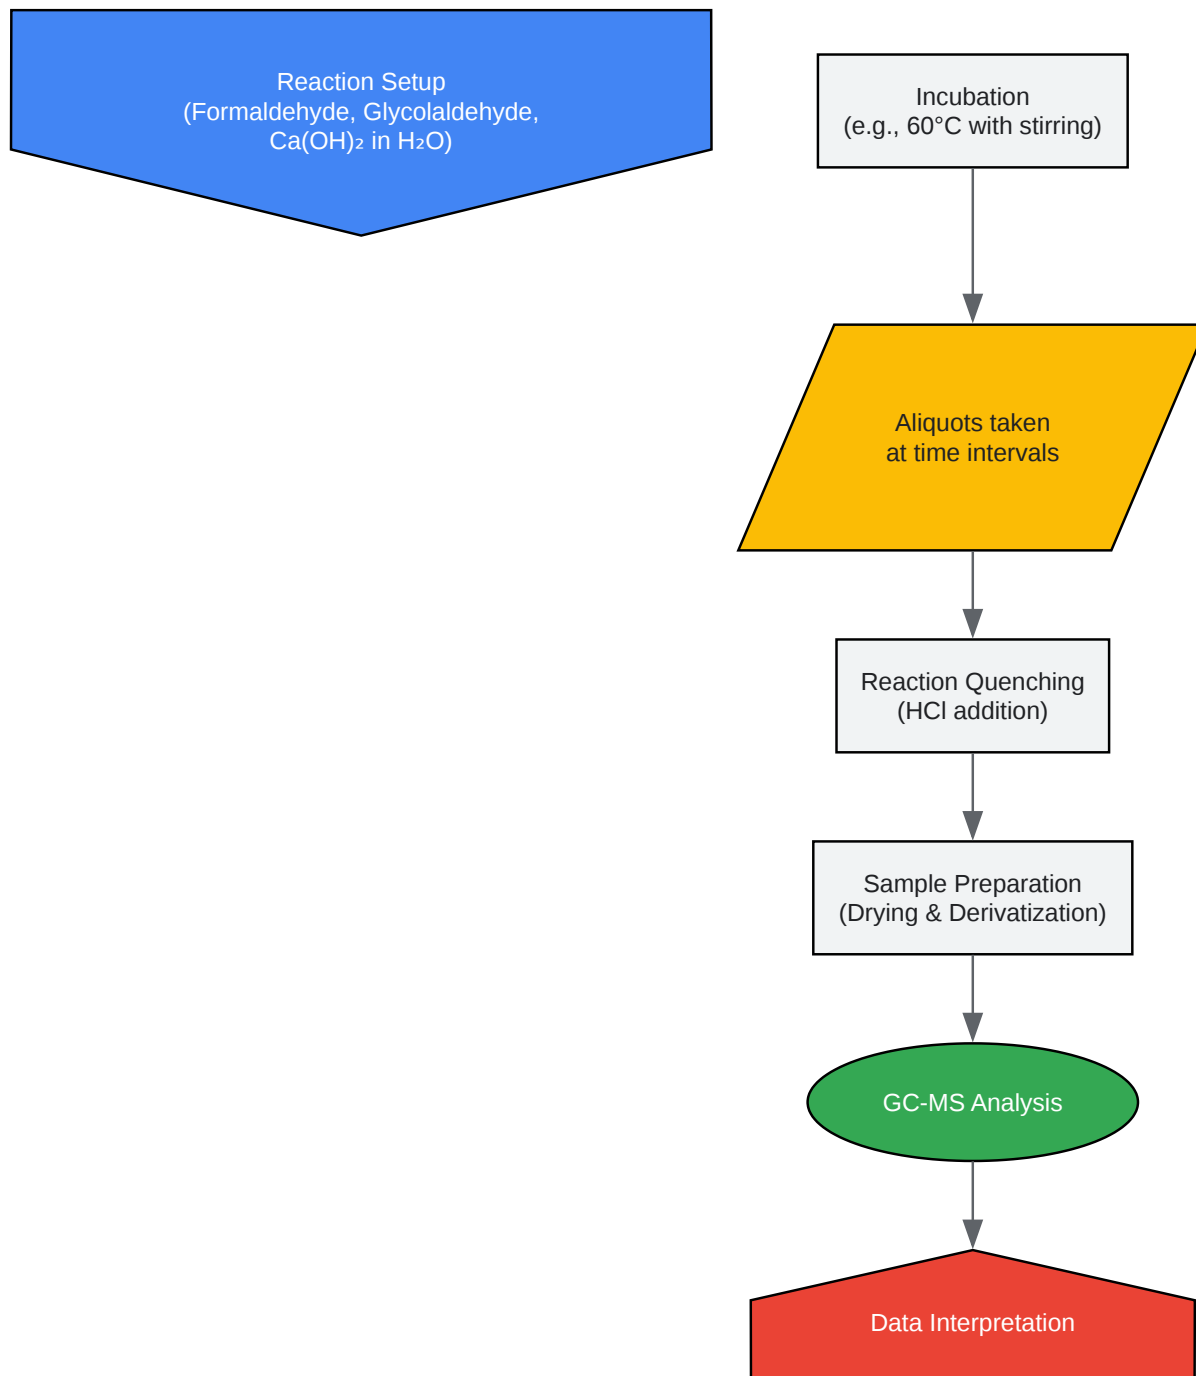 Reaction Setup
(Formaldehyde, Glycolaldehyde,
Ca(OH)₂ in H₂O)
Incubation
(e.g., 60°C with stirring)
Aliquots taken
at time intervals
Reaction Quenching
(HCl addition)
Sample Preparation
(Drying & Derivatization)
GC-MS Analysis
Data Interpretation